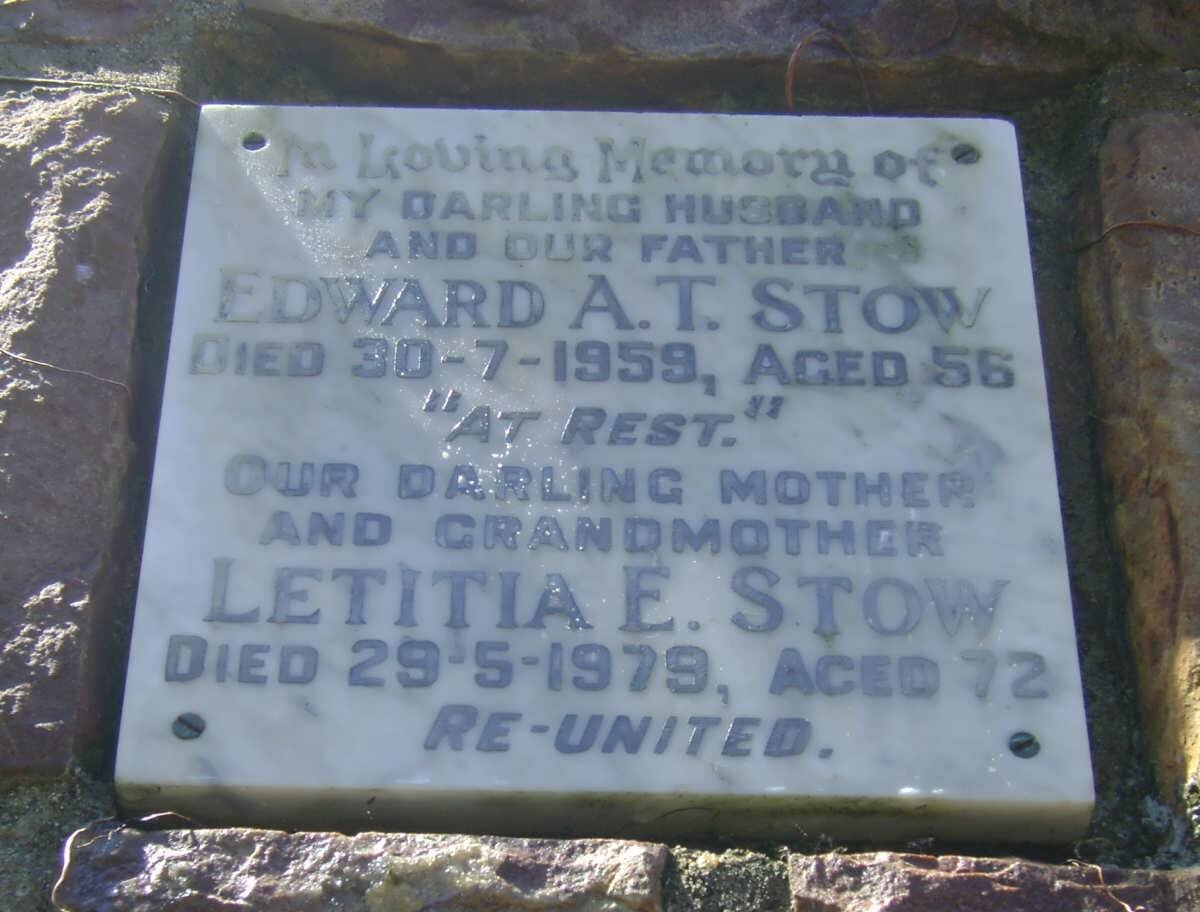 In Loving Memory of
MY DARLING HUSBAND
AND OUR FATHER
EDWARD A.T. STOW
DIED 30-7-1959, AGED 56
"AT REST."
OUR DARLING MOTHER
AND GRANDMOTHER
LETITIA E. STOW
DIED 29-5-1979, AGED 72
RE-UNITED.